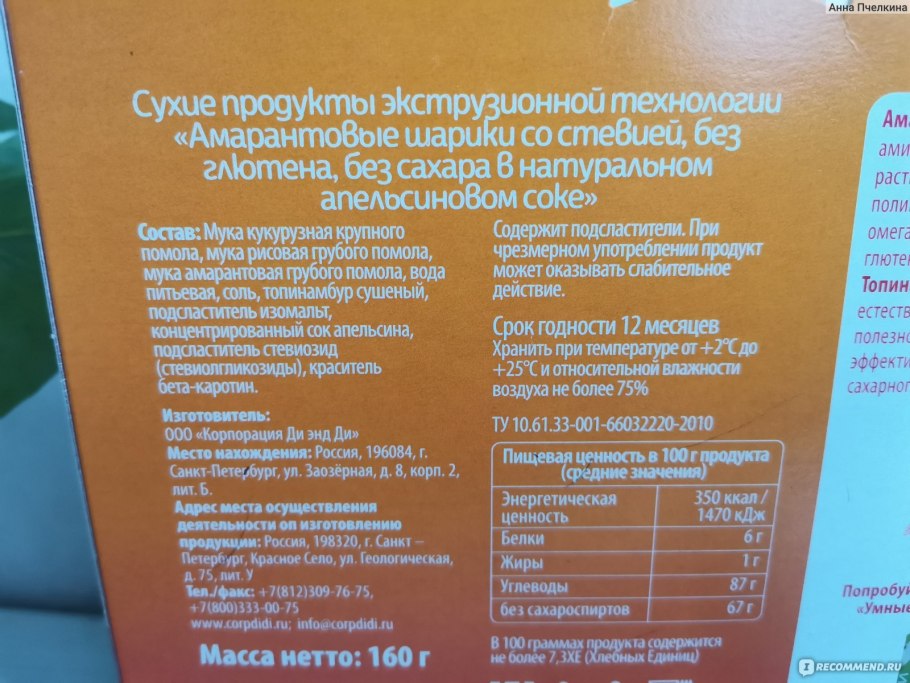 Анна Пчелкина
Сухие продукты экструзионной технологии
«Амарантовые шарики со стевией, без
глютена, без сахара в натуральном
апельсиновом соке»
Состав: Мука кукурузная крупного
помола, мука рисовая грубого помола,
мука амарантовая грубого помола, вода
питьевая, соль, топинамбур сушеный,
подсластитель изомальт,
концентрированный сок апельсина,
подсластитель стевиозид
(стевиолгликозиды), краситель
бета-каротин.
Изготовитель:
ООО «Корпорация Ди энд Ди»
Место нахождения: Россия, 196084, г.
Санкт-Петербург, ул. Заозёрная, д. 8, корп. 2,
лит. Б.
Адрес места осуществления
деятельности оп изготовлению
продукции: Россия, 198320, г. Санкт –
Петербург, Красное Село, ул. Геологическая,
д. 75, лит. У
Тел./факс: +7(812)309-76-75,
+7(800)333-00-75
www.corpdidi.ru; info@corpdidi.ru
Масса нетто: 160 г
Содержит подсластители. При
чрезмерном употреблении продукт
может оказывать слабительное
действие.
Срок годности 12 месяцев
Хранить при температуре от +2°С до
+25°С и относительной влажности
воздуха не более 75%
ТУ 10.61.33-001-66032220-2010
Пищевая ценность в 100 г продукта
(средние значения)
Энергетическая ценность 350 ккал / 1470 кДж
Белки 6 г
Жиры 1 г
Углеводы 87 г
без сахароспиртов 67 г
В 100 граммах продукта содержится
не более 7,3ХЕ (Хлебных Единиц)
Ам
ами
раст
поли
омега
глюте
Топин
естеств
полезно
эффекти
сахарног
Попробуй
«Умные
IRECOMMEND.RU